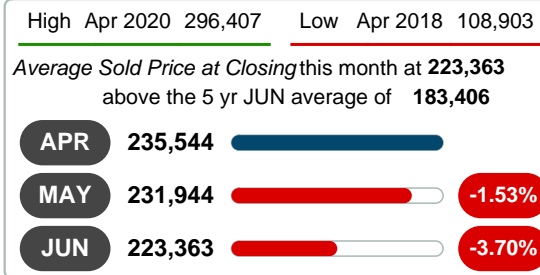 High Apr 2020 296,407 Low Apr 2018 108,903
Average Sold Price at Closing this month at 223,363
above the 5 yr JUN average of 183,406
APR 235,544
MAY 231,944 -1.53%
JUN 223,363 -3.70%